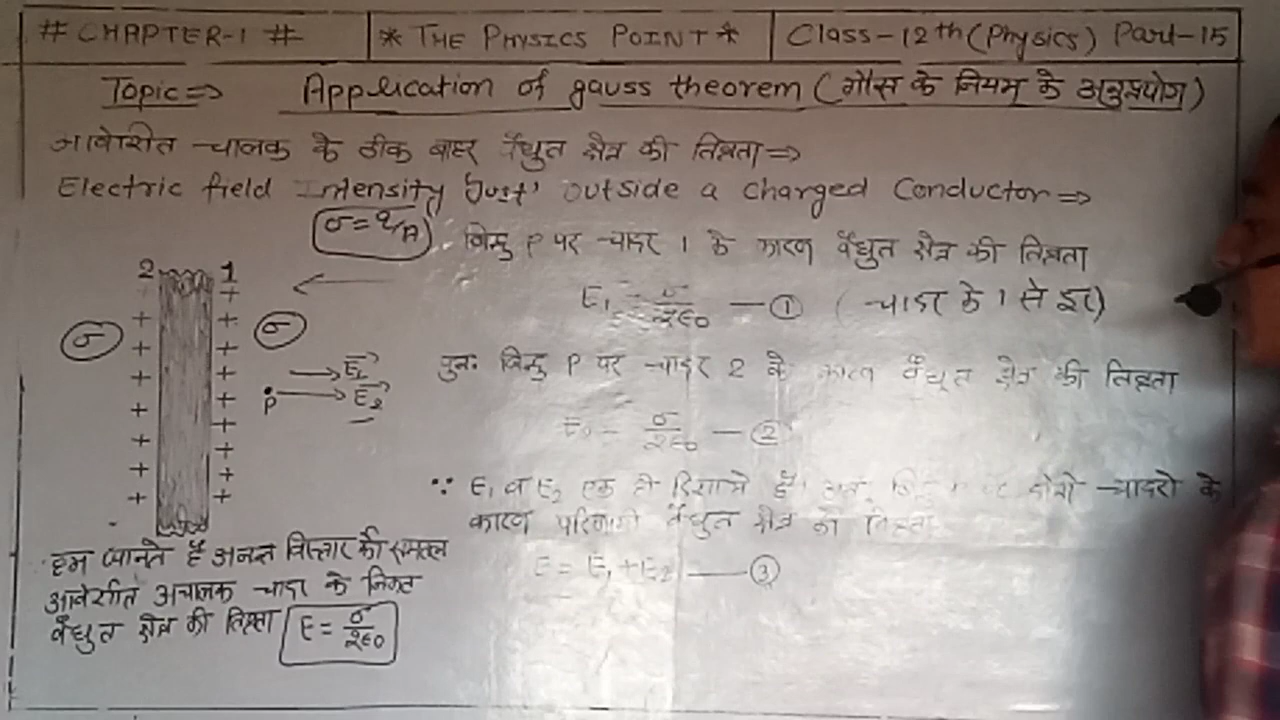 # CHAPTER-1 # * THE PHYSICS POINT * Class-12th (Physics) Part-15
Topic ⇒ Application of gauss theorem (गौस के नियम के अनुप्रयोग)
आवेशीत चालक के ठीक बाहर वैधुत क्षेत्र की तिव्रता ⇒
Electric field Intensity 'Just' outside a charged Conductor ⇒
σ = q/A
बिन्दु P पर चादर 1 के कारण वैधुत क्षेत्र की तिव्रता
E₁ = σ/2ε₀ — ① (चादर के 1 से दूर)
2 1
σ σ
E₁
P E₂
पुनः बिन्दु P पर चादर 2 के कारण वैधुत क्षेत्र की तिव्रता
E₂ = σ/2ε₀ — ②
∵ E₁ व E₂ एक ही दिशा में हैं। दोनो चादरो के
कारण परिणामी वैधुत क्षेत्र की तिव्रता
E = E₁ + E₂ — ③
हम जानते हैं अनन्त विस्तार की समतल
आवेशीत अचालक चादर के निकट
वैधुत क्षेत्र की तिव्रता E = σ/2ε₀